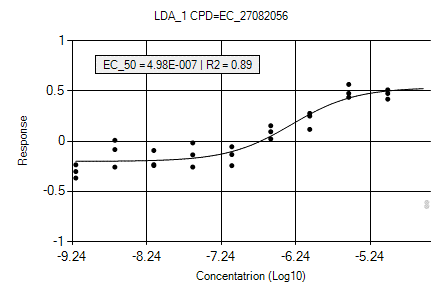 LDA_1 CPD=EC_27082056
EC_50 = 4.98E-007 | R2 = 0.89
1
0.5
0
-0.5
-1
Response
-9.24 -8.24 -7.24 -6.24 -5.24
Concentatrion (Log10)